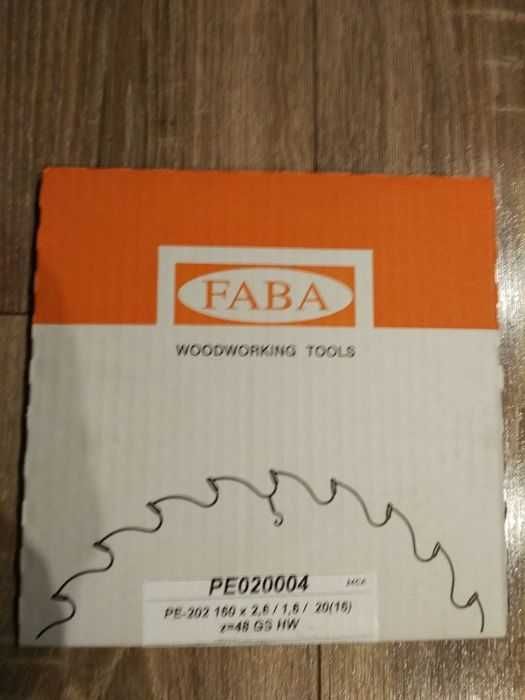 FABA
WOODWORKING TOOLS
PE020004
PE-202 160 x 2,6 / 1,6 / 20(16)
z=48 GS HW